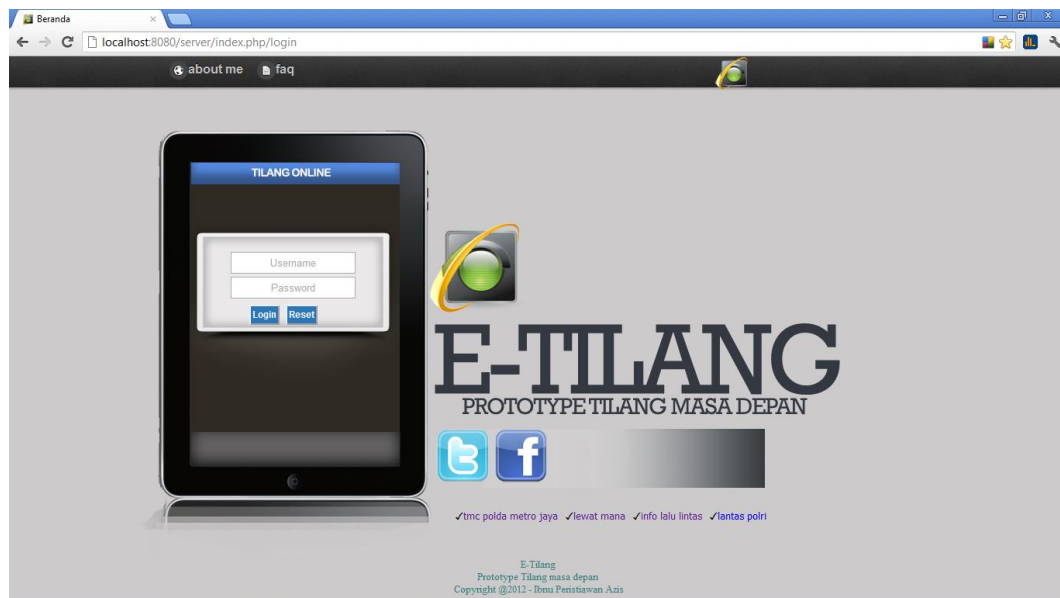 Beranda
localhost:8080/server/index.php/login
about me faq
TILANG ONLINE
Username
Password
Login Reset
E-TILANG
PROTOTYPE TILANG MASA DEPAN
✓tmc polda metro jaya ✓lewat mana ✓info lalu lintas ✓lantas polri
E-Tilang
Prototype Tilang masa depan
Copyright @2012 - Ibnu Peristiawan Azis